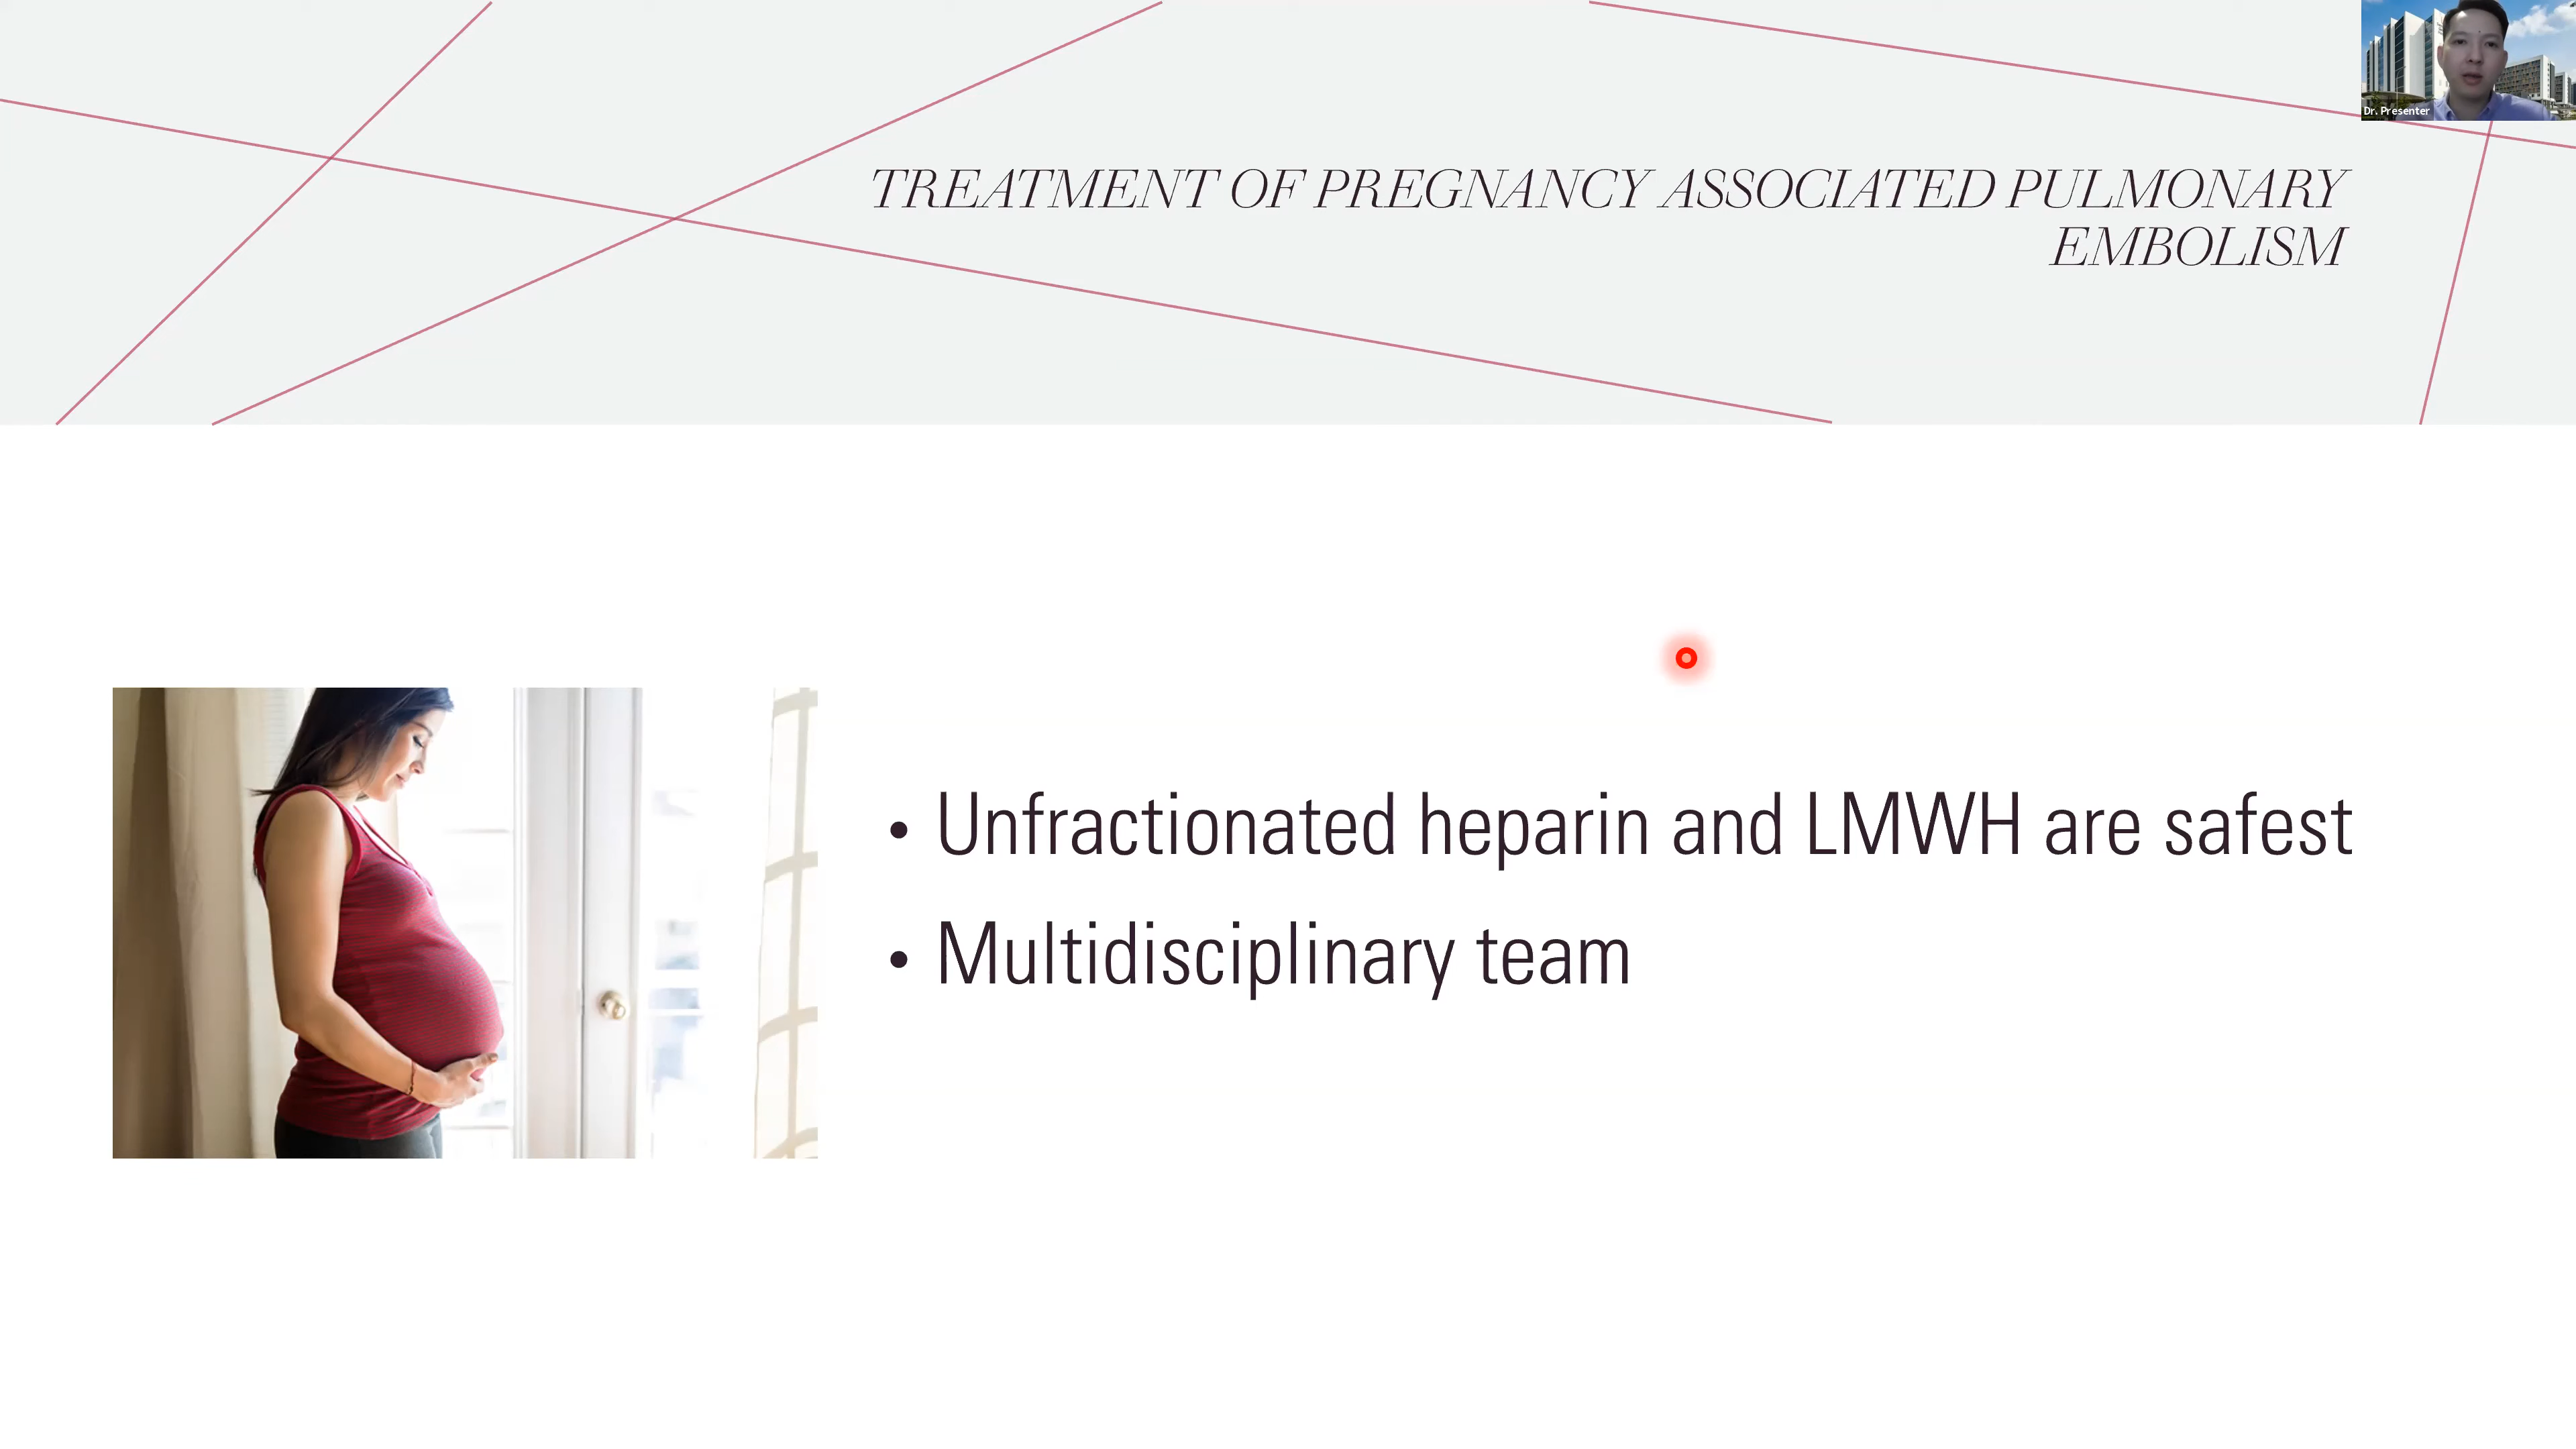 Dr. Presenter
TREATMENT OF PREGNANCY ASSOCIATED PULMONARY
EMBOLISM
• Unfractionated heparin and LMWH are safest
• Multidisciplinary team